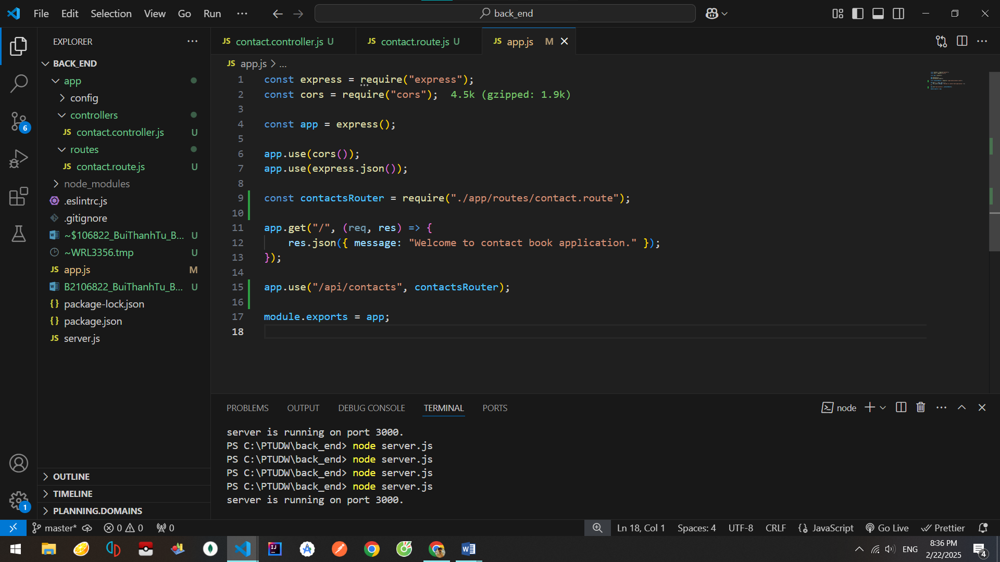 File Edit Selection View Go Run ... back_end
EXPLORER
BACK_END
app
config
controllers
JS contact.controller.js U
routes
JS contact.route.js U
node_modules
.eslintrc.js
.gitignore
~$106822_BuiThanhTu_B... U
~WRL3356.tmp U
JS app.js M
B2106822_BuiThanhTu_B... U
{} package-lock.json
{} package.json
JS server.js
OUTLINE
TIMELINE
PLANNING.DOMAINS
6
1
JS contact.controller.js U JS contact.route.js U JS app.js M
JS app.js > ...
1 const express = require("express");
2 const cors = require("cors"); 4.5k (gzipped: 1.9k)
3
4 const app = express();
5
6 app.use(cors());
7 app.use(express.json());
8
9 const contactsRouter = require("./app/routes/contact.route");
10
11 app.get("/", (req, res) => {
12 res.json({ message: "Welcome to contact book application." });
13 });
14
15 app.use("/api/contacts", contactsRouter);
16
17 module.exports = app;
18
PROBLEMS OUTPUT DEBUG CONSOLE TERMINAL PORTS node
server is running on port 3000.
PS C:\PTUDW\back_end> node server.js
PS C:\PTUDW\back_end> node server.js
PS C:\PTUDW\back_end> node server.js
PS C:\PTUDW\back_end> node server.js
server is running on port 3000.
master* 0 0 0 Ln 18, Col 1 Spaces: 4 UTF-8 CRLF JavaScript Go Live Prettier
ENG 8:36 PM
2/22/2025 4